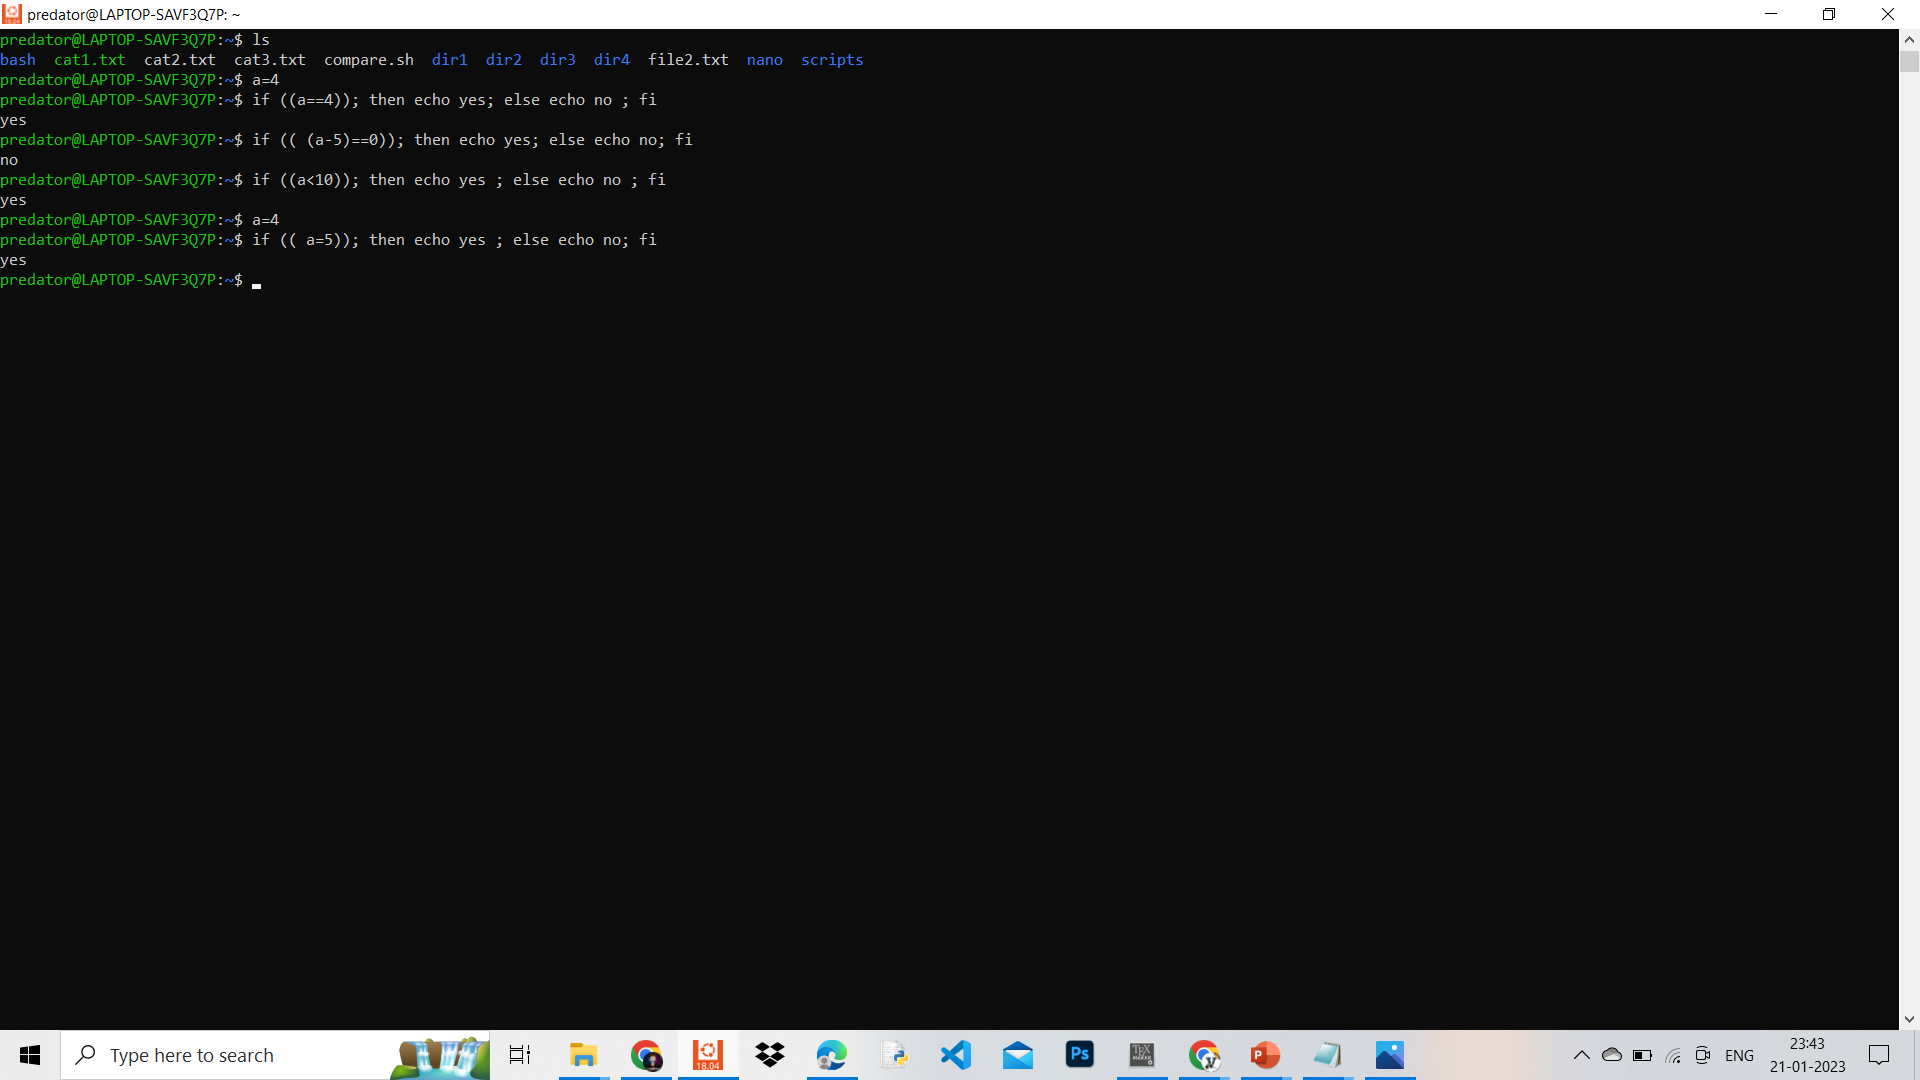 predator@LAPTOP-SAVF3Q7P: ~
predator@LAPTOP-SAVF3Q7P:~$ ls
bash  cat1.txt  cat2.txt  cat3.txt  compare.sh  dir1  dir2  dir3  dir4  file2.txt  nano  scripts
predator@LAPTOP-SAVF3Q7P:~$ a=4
predator@LAPTOP-SAVF3Q7P:~$ if ((a==4)); then echo yes; else echo no ; fi
yes
predator@LAPTOP-SAVF3Q7P:~$ if (( (a-5)==0)); then echo yes; else echo no; fi
no
predator@LAPTOP-SAVF3Q7P:~$ if ((a<10)); then echo yes ; else echo no ; fi
yes
predator@LAPTOP-SAVF3Q7P:~$ a=4
predator@LAPTOP-SAVF3Q7P:~$ if (( a=5)); then echo yes ; else echo no; fi
yes
predator@LAPTOP-SAVF3Q7P:~$
Type here to search
18.04
Ps
TEX MAKER
P
ENG
23:43
21-01-2023